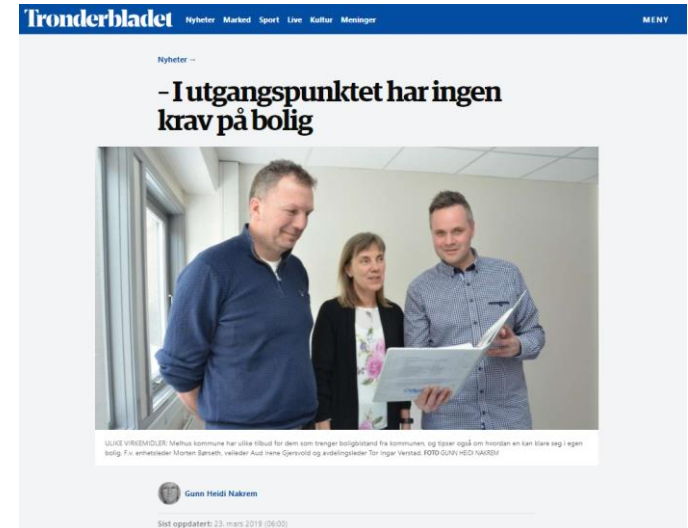 Trønderbladet Nyheter Marked Sport Live Kultur Meninger MENY
Nyheter
– I utgangspunktet har ingen
krav på bolig
ULIKE VIRKEMIDLER: Melhus kommune har ulike tilbud for dem som trenger boligbistand fra kommunen, og tipser også om hvordan en kan klare seg i egen
bolig. F.v. enhetsleder Morten Børseth, veileder Aud Irene Gjersvold og avdelingsleder Tor Ingar Verstad. FOTO GUNN HEIDI NAKREM
Gunn Heidi Nakrem
Sist oppdatert: 23. mars 2019 (06:00)